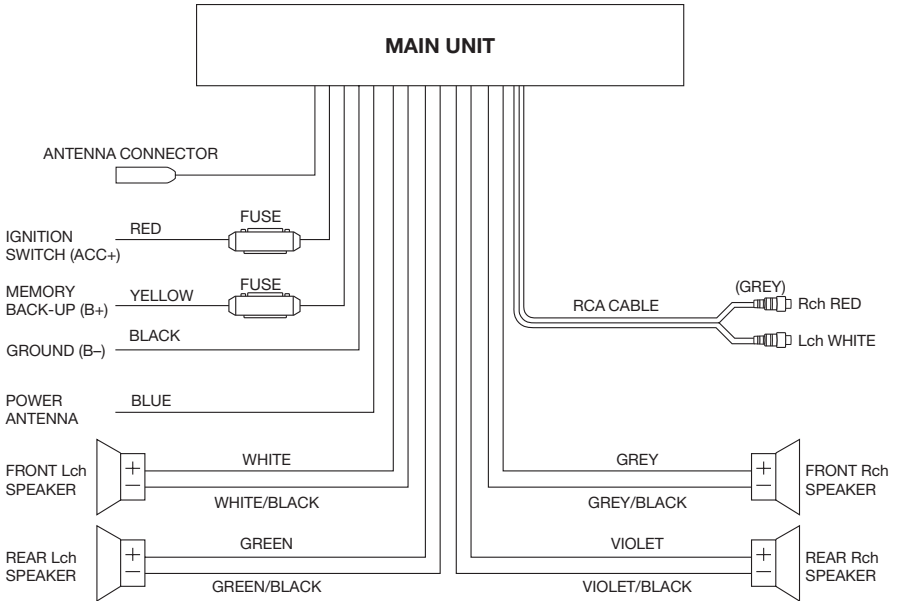 MAIN UNIT
ANTENNA CONNECTOR
IGNITION
SWITCH (ACC+)
RED
FUSE
MEMORY
BACK-UP (B+)
YELLOW
FUSE
GROUND (B–)
BLACK
POWER
ANTENNA
BLUE
RCA CABLE
(GREY)
Rch RED
Lch WHITE
FRONT Lch
SPEAKER
+
–
WHITE
WHITE/BLACK
REAR Lch
SPEAKER
+
–
GREEN
GREEN/BLACK
GREY
GREY/BLACK
+
–
FRONT Rch
SPEAKER
VIOLET
VIOLET/BLACK
+
–
REAR Rch
SPEAKER